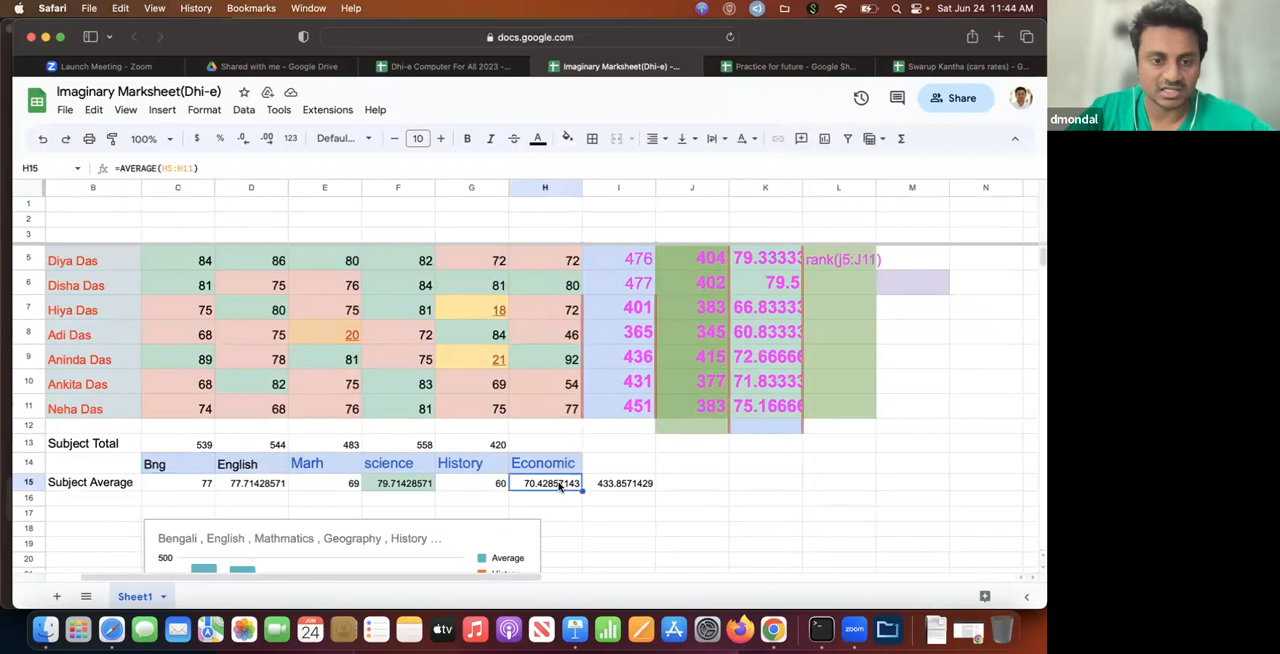 Safari File Edit View History Bookmarks Window Help Sat Jun 24 11:44 AM
docs.google.com
Launch Meeting - Zoom Shared with me - Google Drive Dhi-e Computer For All 2023 -... Imaginary Marksheet(Dhi-e) -... Practice for future - Google Sh... Swarup Kantha (cars rates) - G...
Imaginary Marksheet(Dhi-e)
File Edit View Insert Format Data Tools Extensions Help
Share
dmondal
100% $ % .0 .00 123 Defaul... 10 B I S A
H15 fx =AVERAGE(H5:H11)
B C D E F G H I J K L M N
1
2
3
5 Diya Das 84 86 80 82 72 72 476 404 79.33333 rank(j5:J11)
6 Disha Das 81 75 76 84 81 80 477 402 79.5
7 Hiya Das 75 80 75 81 18 72 401 383 66.83333
8 Adi Das 68 75 20 72 84 46 365 345 60.83333
9 Aninda Das 89 78 81 75 21 92 436 415 72.66666
10 Ankita Das 68 82 75 83 69 54 431 377 71.83333
11 Neha Das 74 68 76 81 75 77 451 383 75.16666
12
13 Subject Total 539 544 483 558 420
14 Bng English Marh science History Economic
15 Subject Average 77 77.71428571 69 79.71428571 60 70.42857143 433.8571429
16
17
18 Bengali , English , Mathmatics , Geography , History ...
19
20 500 Average
Sheet1
JUN
24
tv
zoom